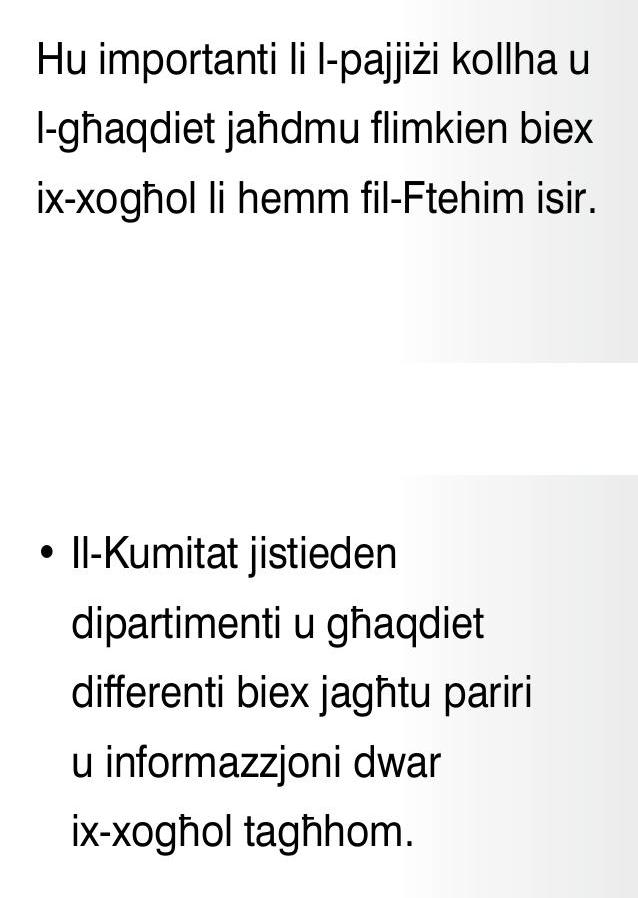 Hu importanti li l-pajjiżi kollha u
l-għaqdiet jaħdmu flimkien biex
ix-xogħol li hemm fil-Ftehim isir.
• Il-Kumitat jistieden
dipartimenti u għaqdiet
differenti biex jagħtu pariri
u informazzjoni dwar
ix-xogħol tagħhom.